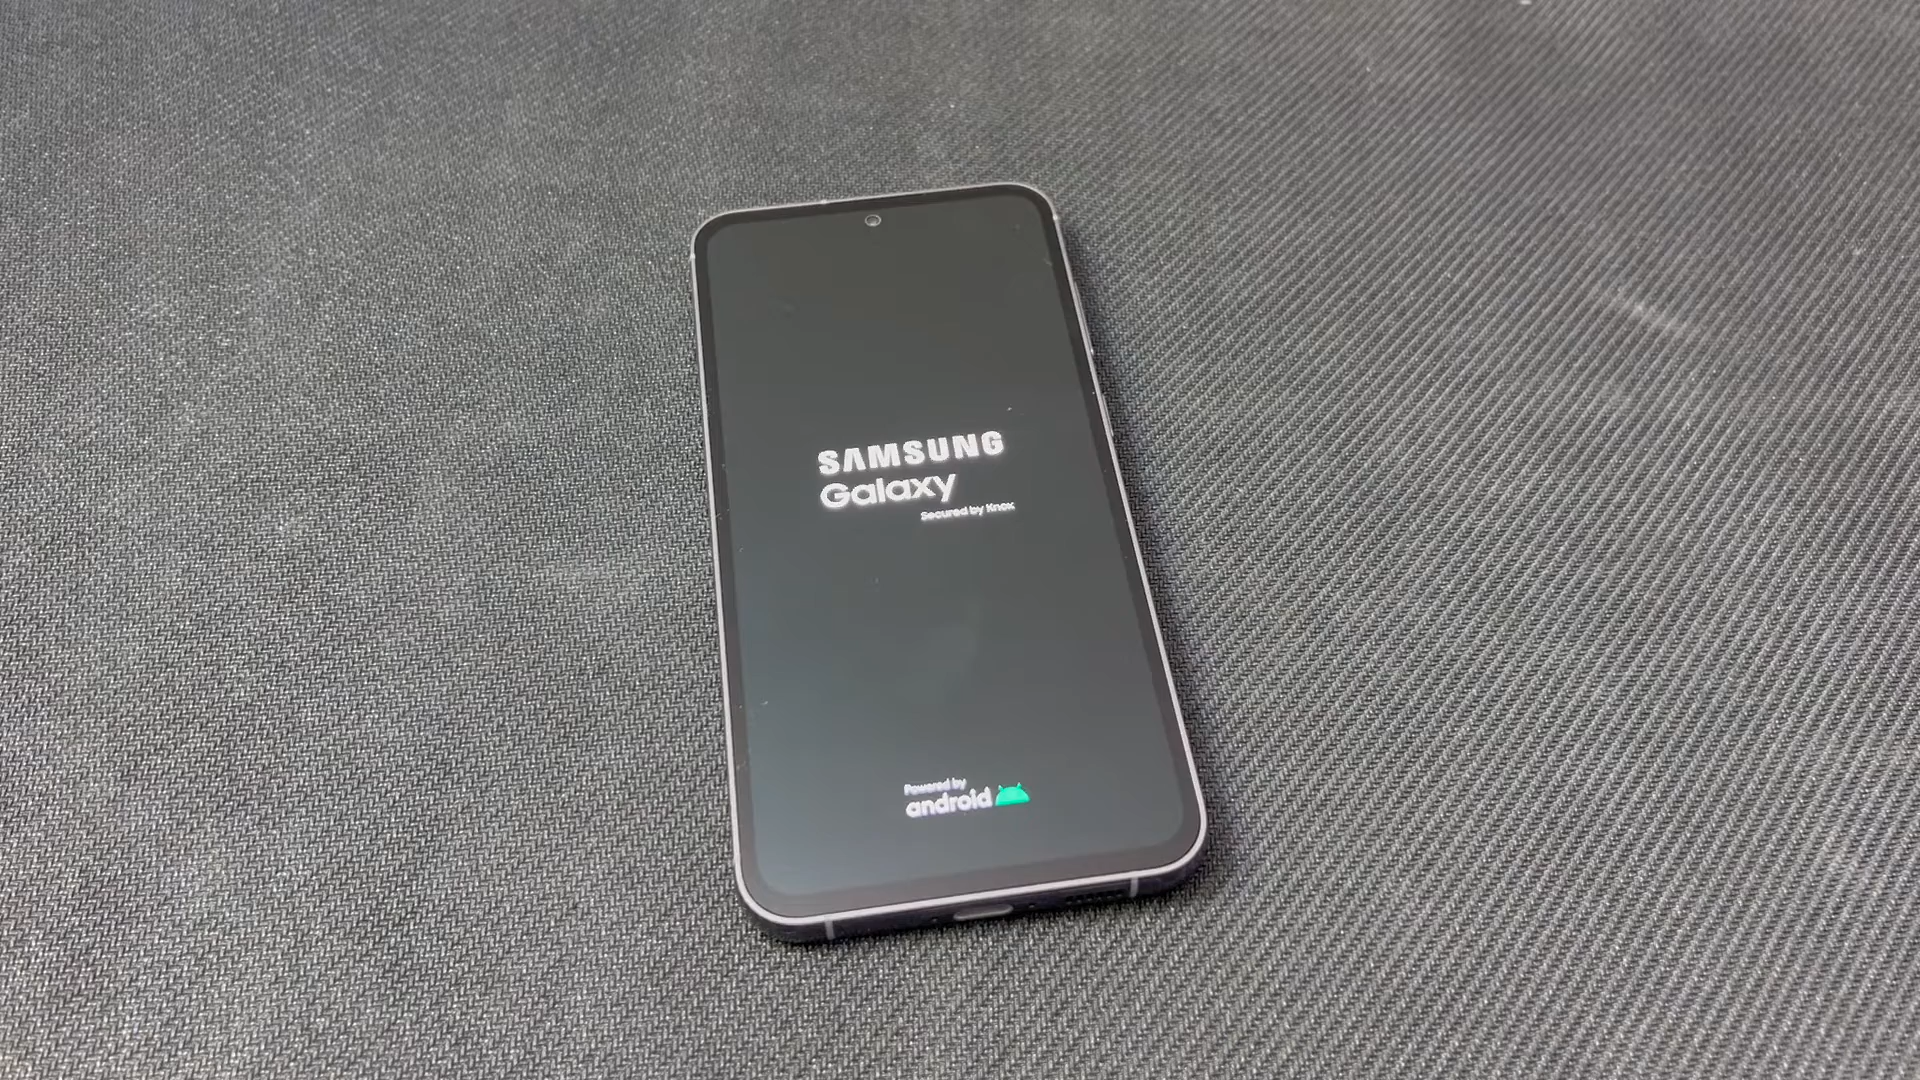 SAMSUNG
Galaxy
Secured by Knox
Powered by
android